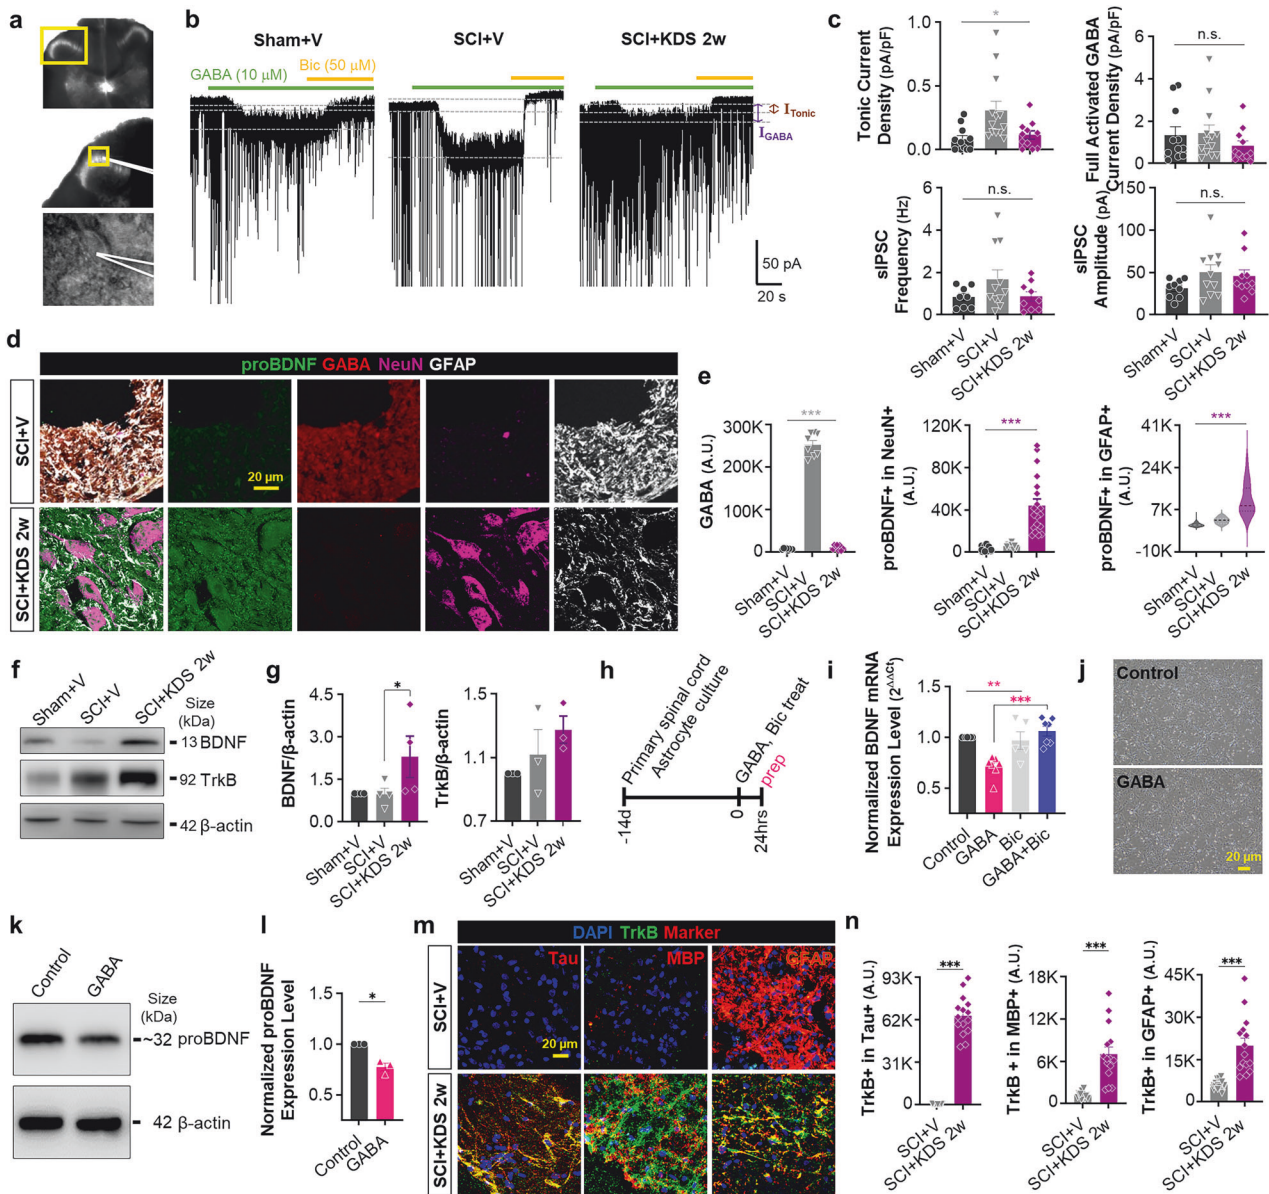 a
b
Sham+V
SCI+V
SCI+KDS 2w
GABA (10 μM)
Bic (50 μM)
I Tonic
I GABA
50 pA
20 s
c
Tonic Current
Density (pA/pF)
1.0
0.5
0.0
*
Full Activated GABA
Current Density (pA/pF)
6
4
2
0
n.s.
sIPSC
Frequency (Hz)
6
4
2
0
n.s.
Sham+V
SCI+V
SCI+KDS 2w
sIPSC
Amplitude (pA)
150
100
50
0
n.s.
Sham+V
SCI+V
SCI+KDS 2w
d
proBDNF GABA NeuN GFAP
SCI+V
20 μm
SCI+KDS 2w
e
GABA (A.U.)
300K
200K
100K
0
***
Sham+V
SCI+V
SCI+KDS 2w
proBDNF+ in NeuN+
(A.U.)
120K
80K
40K
0
***
Sham+V
SCI+V
SCI+KDS 2w
proBDNF+ in GFAP+
(A.U.)
41K
24K
7K
-10K
***
Sham+V
SCI+V
SCI+KDS 2w
f
Sham+V
SCI+V
SCI+KDS 2w
Size
(kDa)
13 BDNF
92 TrkB
42 β-actin
g
BDNF/β-actin
4.5
3.0
1.5
0.0
*
Sham+V
SCI+V
SCI+KDS 2w
TrkB/β-actin
1.5
1.1
0.7
Sham+V
SCI+V
SCI+KDS 2w
h
Primary spinal cord
Astrocyte culture
GABA, Bic treat
prep
-14d
0
24hrs
i
Normalized BDNF mRNA
Expression Level (2^ΔΔct)
1.5
1.0
0.5
**
***
Control
GABA
Bic
GABA+Bic
j
Control
GABA
20 μm
k
Control
GABA
Size
(kDa)
~32 proBDNF
42 β-actin
l
Normalized proBDNF
Expression Level
1.5
1.0
0.5
*
Control
GABA
m
DAPI TrkB Marker
SCI+V
Tau
MBP
GFAP
20 μm
SCI+KDS 2w
n
TrkB+ in Tau+ (A.U.)
93K
62K
31K
0
***
SCI+V
SCI+KDS 2w
TrkB + in MBP+ (A.U.)
18K
12K
6K
0
***
SCI+V
SCI+KDS 2w
TrkB+ in GFAP+ (A.U.)
45K
30K
15K
0
***
SCI+V
SCI+KDS 2w